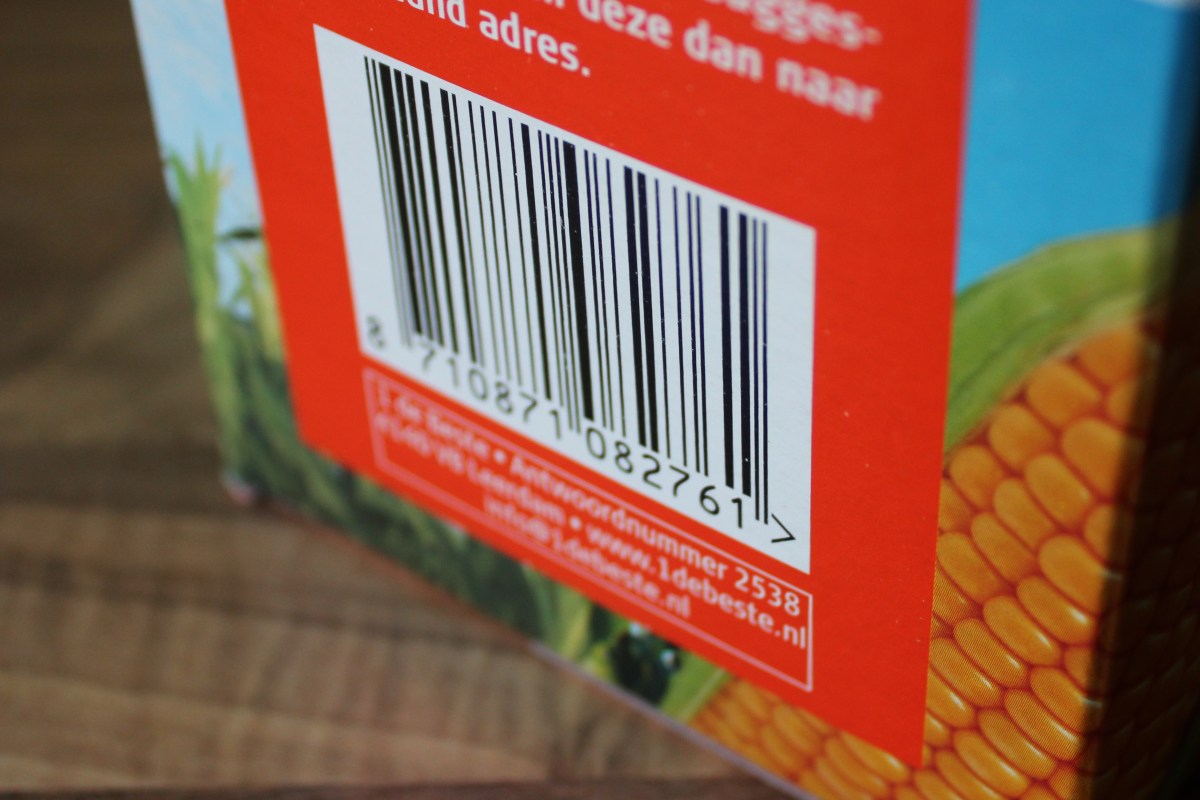 deze dan naar
adres.
8 710871 082761 >
1 de Beste • Antwoordnummer 2538
4140 VB Leerdam • www.1debeste.nl
info@1debeste.nl